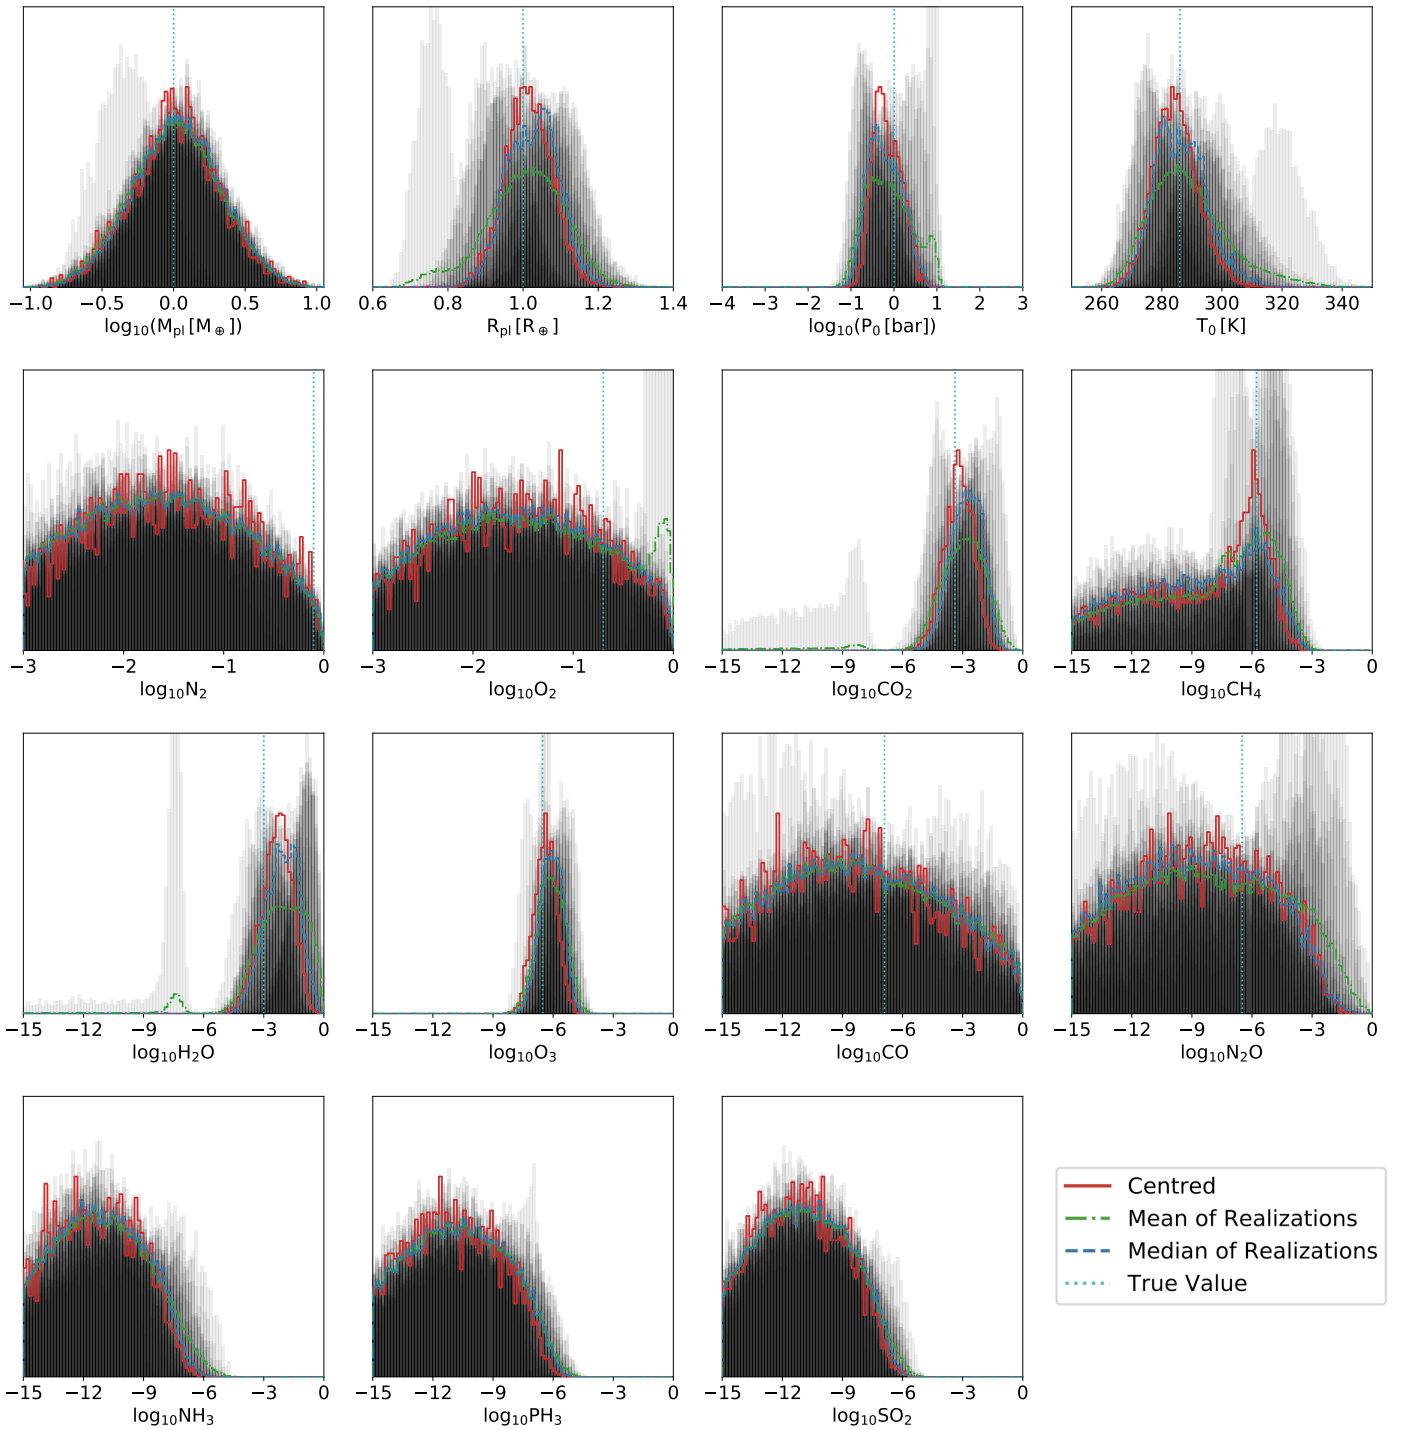 −1.0 −0.5 0.0 0.5 1.0
log₁₀(M_pl [M_⊕])
0.6 0.8 1.0 1.2 1.4
R_pl [R_⊕]
−4 −3 −2 −1 0 1 2 3
log₁₀(P₀ [bar])
260 280 300 320 340
T₀ [K]
−3 −2 −1 0
log₁₀N₂
−3 −2 −1 0
log₁₀O₂
−15 −12 −9 −6 −3 0
log₁₀CO₂
−15 −12 −9 −6 −3 0
log₁₀CH₄
−15 −12 −9 −6 −3 0
log₁₀H₂O
−15 −12 −9 −6 −3 0
log₁₀O₃
−15 −12 −9 −6 −3 0
log₁₀CO
−15 −12 −9 −6 −3 0
log₁₀N₂O
−15 −12 −9 −6 −3 0
log₁₀NH₃
−15 −12 −9 −6 −3 0
log₁₀PH₃
−15 −12 −9 −6 −3 0
log₁₀SO₂
Centred
Mean of Realizations
Median of Realizations
True Value